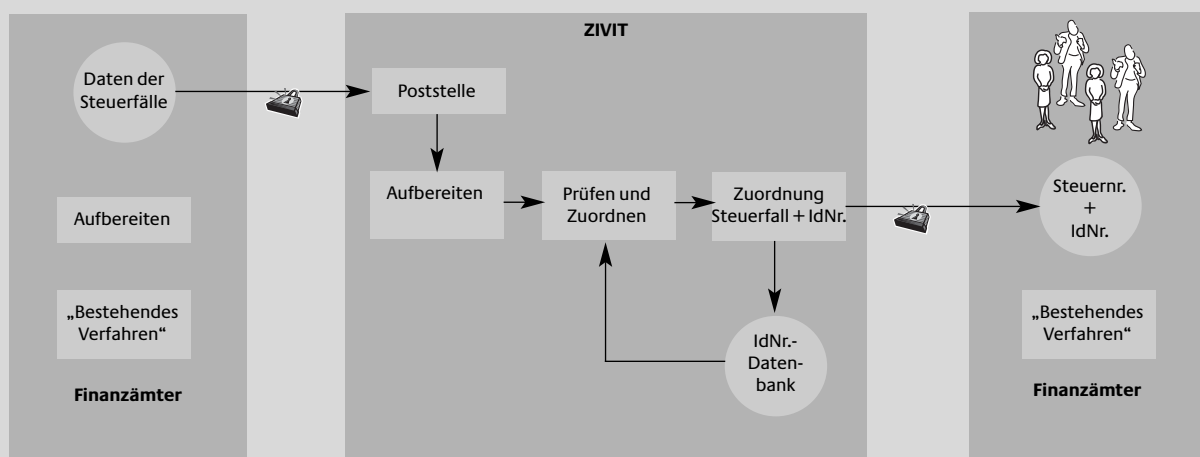 Daten der
Steuerfälle
Aufbereiten
„Bestehendes
Verfahren“
Finanzämter
ZIVIT
Poststelle
Aufbereiten
Prüfen und
Zuordnen
Zuordnung
Steuerfall + IdNr.
IdNr.-
Daten-
bank
Steuernr.
+
IdNr.
„Bestehendes
Verfahren“
Finanzämter